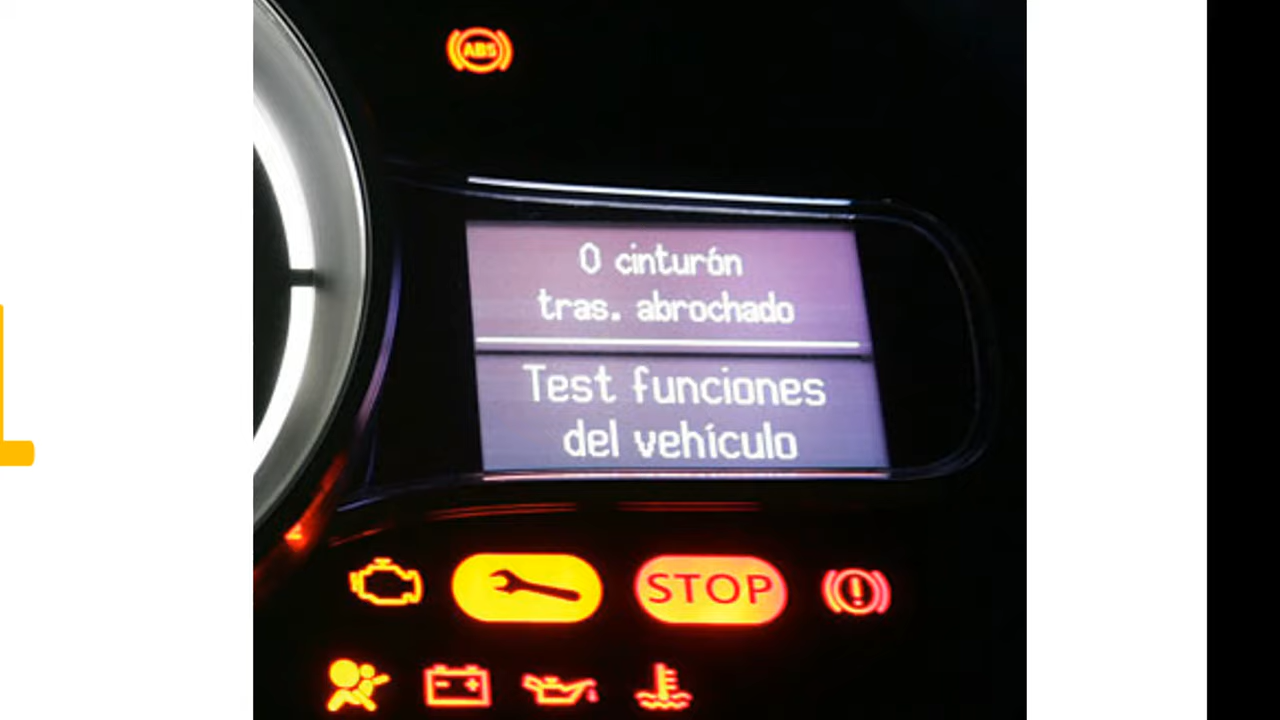 ABS
0 cinturón
tras. abrochado
Test funciones
del vehículo
STOP